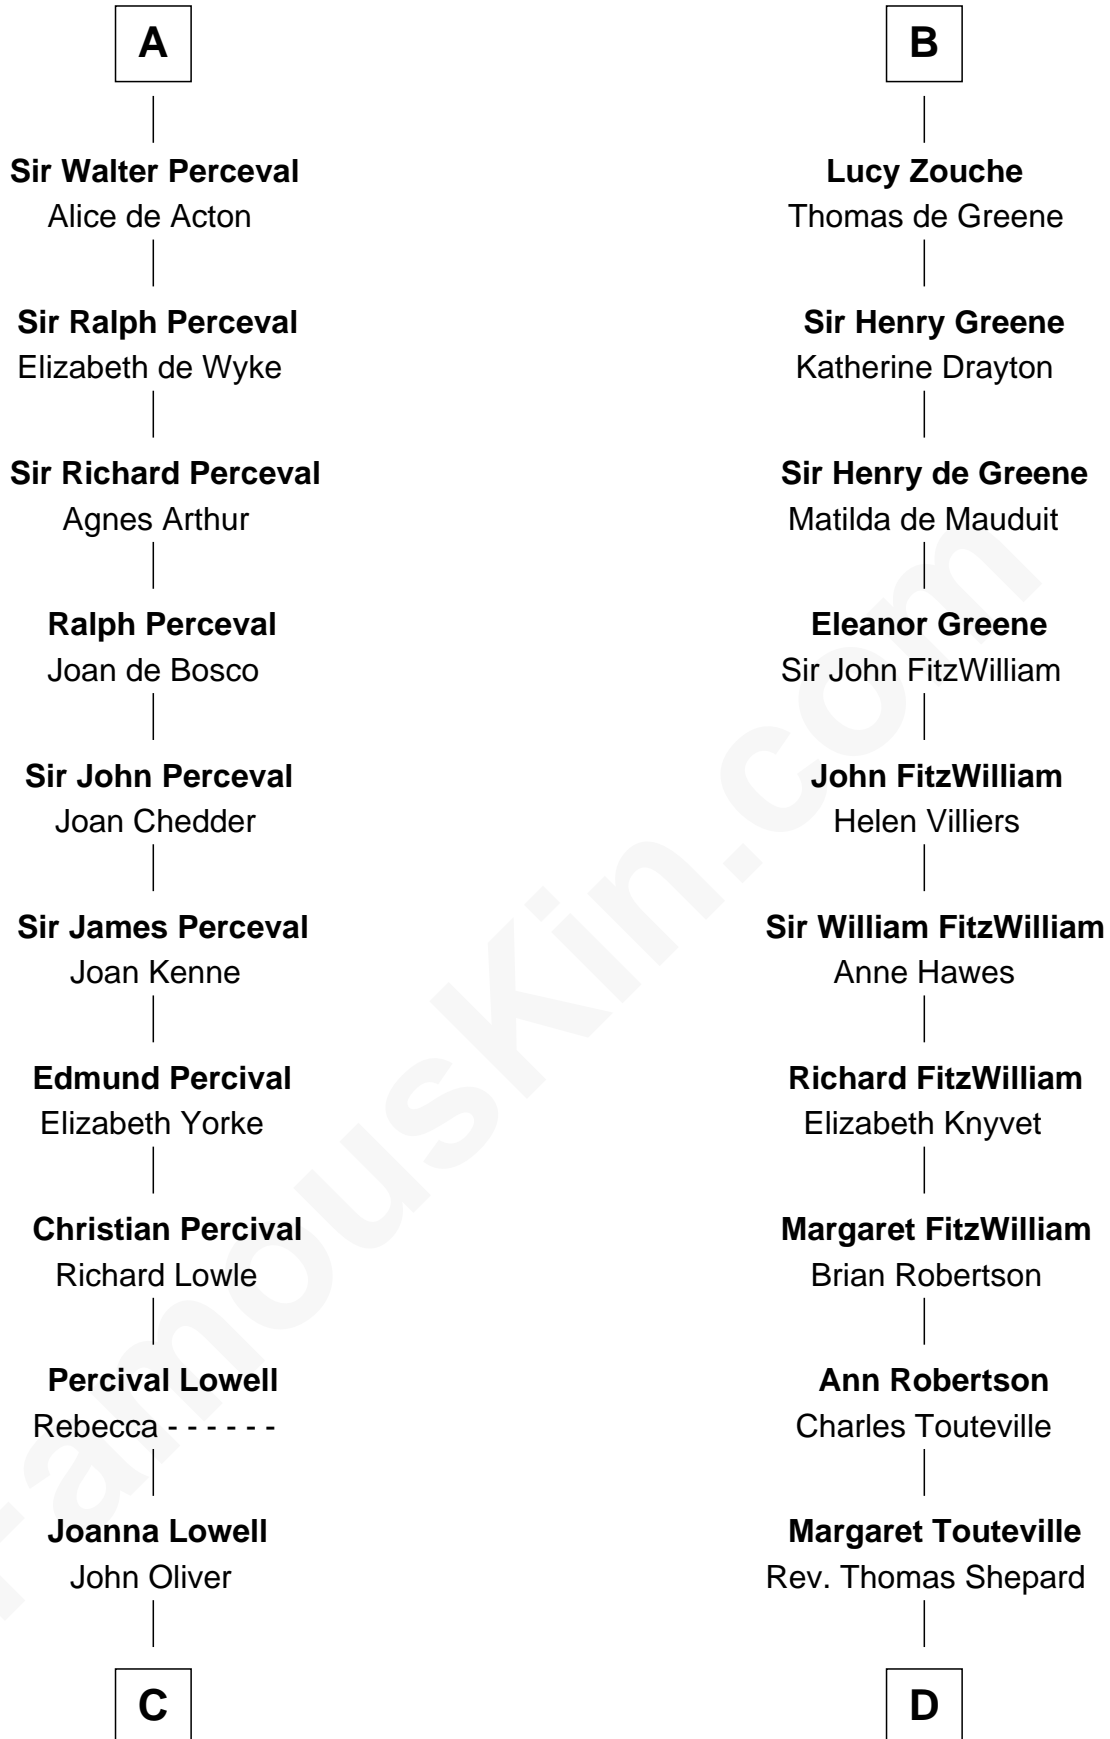 A
Sir Walter Perceval
Alice de Acton
Sir Ralph Perceval
Elizabeth de Wyke
Sir Richard Perceval
Agnes Arthur
Ralph Perceval
Joan de Bosco
Sir John Perceval
Joan Chedder
Sir James Perceval
Joan Kenne
Edmund Percival
Elizabeth Yorke
Christian Percival
Richard Lowle
Percival Lowell
Rebecca - - - - - -
Joanna Lowell
John Oliver
C
B
Lucy Zouche
Thomas de Greene
Sir Henry Greene
Katherine Drayton
Sir Henry de Greene
Matilda de Mauduit
Eleanor Greene
Sir John FitzWilliam
John FitzWilliam
Helen Villiers
Sir William FitzWilliam
Anne Hawes
Richard FitzWilliam
Elizabeth Knyvet
Margaret FitzWilliam
Brian Robertson
Ann Robertson
Charles Touteville
Margaret Touteville
Rev. Thomas Shepard
D
FamousKin.com